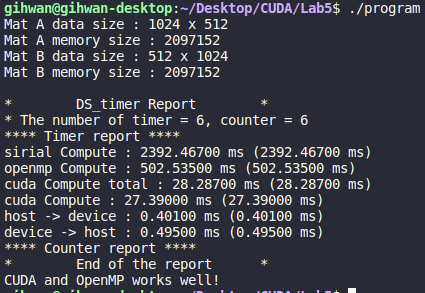 gihwan@gihwan-desktop:~/Desktop/CUDA/Lab5$ ./program
Mat A data size : 1024 x 512
Mat A memory size : 2097152
Mat B data size : 512 x 1024
Mat B memory size : 2097152
* DS_timer Report *
* The number of timer = 6, counter = 6
**** Timer report ****
sirial Compute : 2392.46700 ms (2392.46700 ms)
openmp Compute : 502.53500 ms (502.53500 ms)
cuda Compute total : 28.28700 ms (28.28700 ms)
cuda Compute : 27.39000 ms (27.39000 ms)
host -> device : 0.40100 ms (0.40100 ms)
device -> host : 0.49500 ms (0.49500 ms)
**** Counter report ****
* End of the report *
CUDA and OpenMP works well!